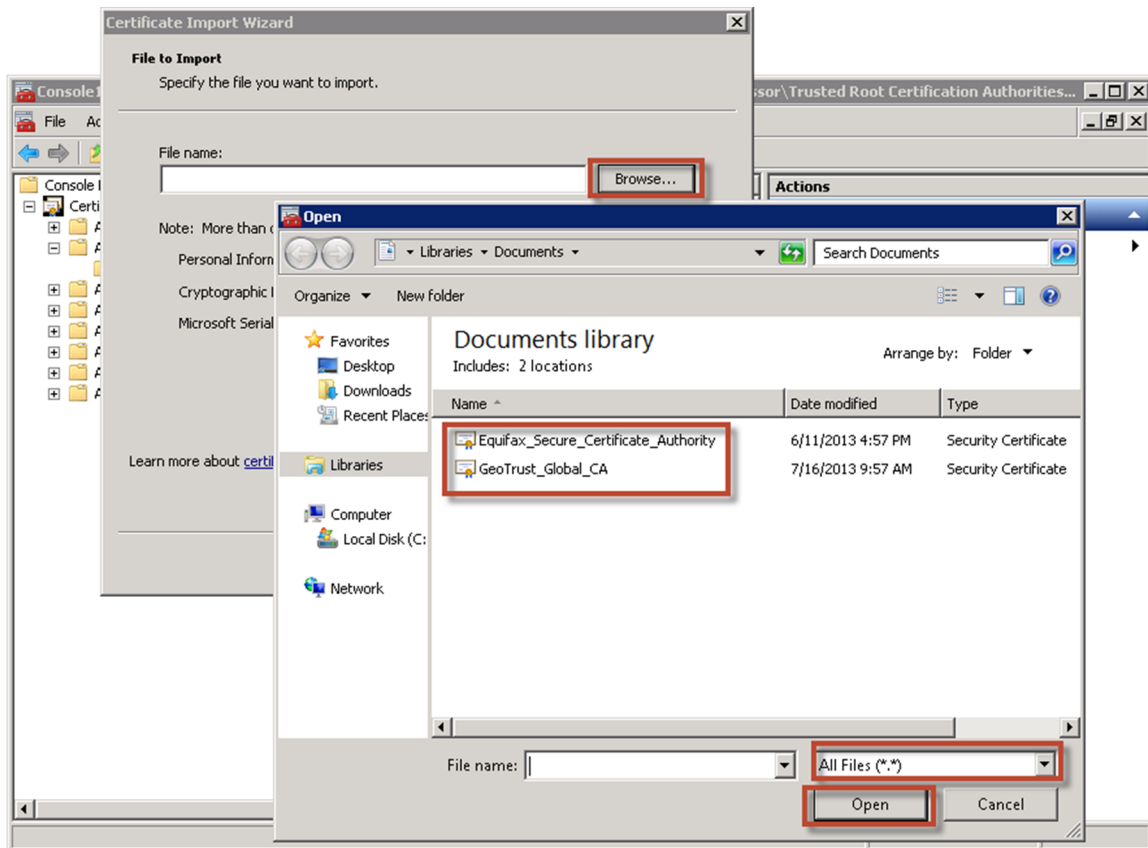 Certificate Import Wizard
File to Import
Specify the file you want to import.
Console1
sor\Trusted Root Certification Authorities...
File
File name:
Browse...
Console
Actions
Certi
Note: More than
Personal Inform
Cryptographic
Microsoft Serial
Learn more about certif
Open
Libraries
Documents
Search Documents
Organize
New folder
Favorites
Desktop
Downloads
Recent Places
Libraries
Computer
Local Disk (C:
Network
Documents library
Includes: 2 locations
Arrange by: Folder
Name Date modified Type
Equifax_Secure_Certificate_Authority 6/11/2013 4:57 PM Security Certificate
GeoTrust_Global_CA 7/16/2013 9:57 AM Security Certificate
File name:
All Files (*.*)
Open
Cancel